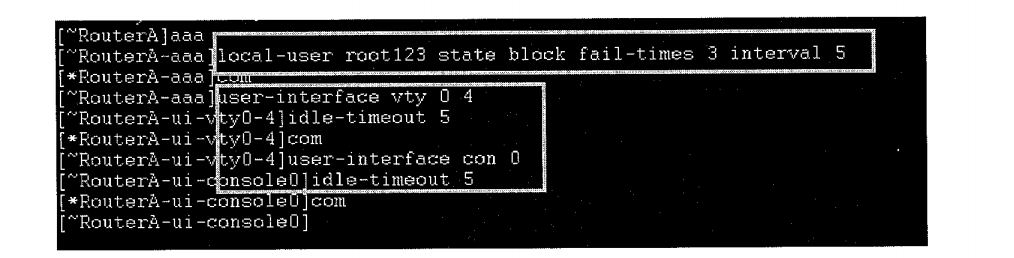 [~RouterA]aaa
[~RouterA-aaa]local-user root123 state block fail-times 3 interval 5
[*RouterA-aaa]com
[~RouterA-aaa]user-interface vty 0 4
[~RouterA-ui-vty0-4]idle-timeout 5
[*RouterA-ui-vty0-4]com
[~RouterA-ui-vty0-4]user-interface con 0
[~RouterA-ui-console0]idle-timeout 5
[*RouterA-ui-console0]com
[~RouterA-ui-console0]